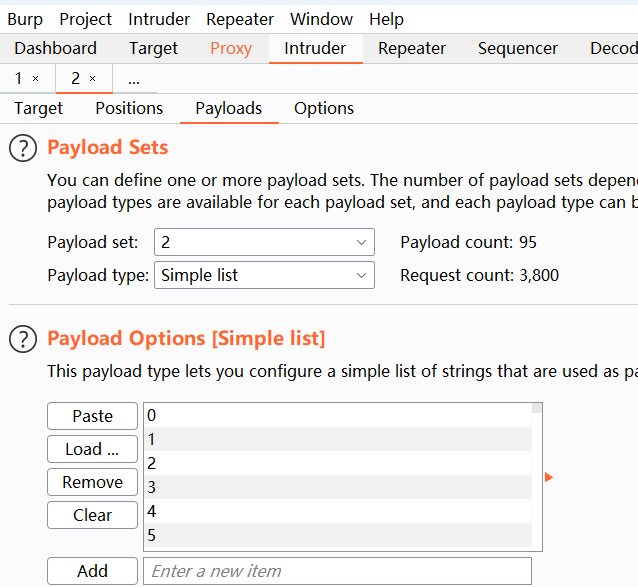 Burp Project Intruder Repeater Window Help
Dashboard Target Proxy Intruder Repeater Sequencer Decod
1 × 2 × ...
Target Positions Payloads Options
? Payload Sets
You can define one or more payload sets. The number of payload sets depen
payload types are available for each payload set, and each payload type can b
Payload set: 2 Payload count: 95
Payload type: Simple list Request count: 3,800
? Payload Options [Simple list]
This payload type lets you configure a simple list of strings that are used as pa
Paste 0
1
Load ... 2
Remove 3
Clear 4
5
Add Enter a new item